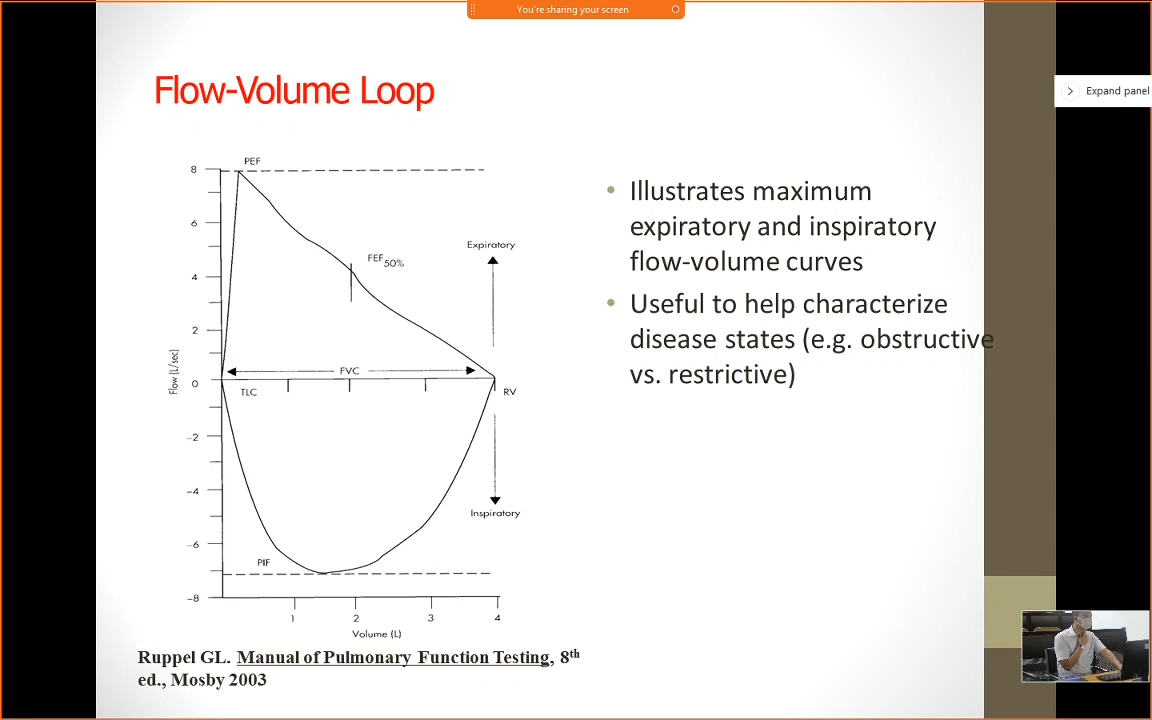 You're sharing your screen
Expand panel
Flow-Volume Loop
PEF
8
6
FEF50%
Expiratory
4
2
Flow (L/sec)
FVC
0
TLC
RV
-2
-4
Inspiratory
-6
PIF
-8
1 2 3 4
Volume (L)
• Illustrates maximum
expiratory and inspiratory
flow-volume curves
• Useful to help characterize
disease states (e.g. obstructive
vs. restrictive)
Ruppel GL. Manual of Pulmonary Function Testing, 8th
ed., Mosby 2003